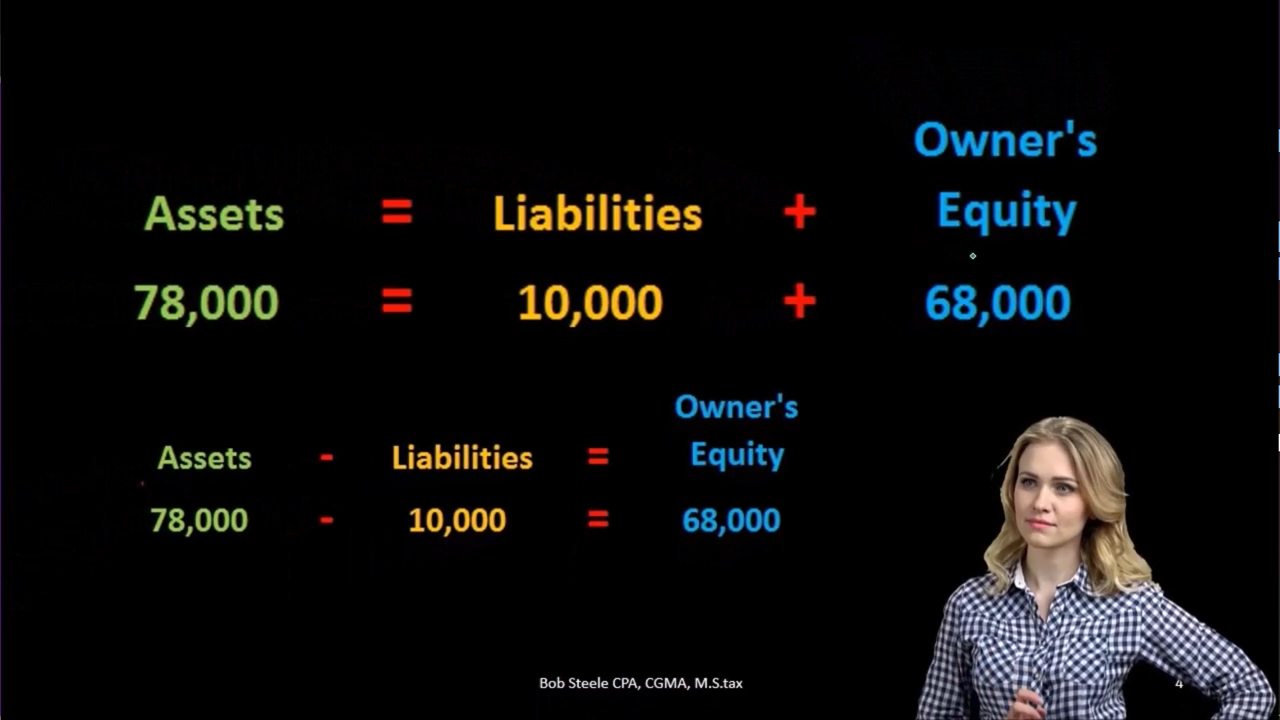 Owner's
Assets = Liabilities + Equity
78,000 = 10,000 + 68,000
Owner's
Assets - Liabilities = Equity
78,000 - 10,000 = 68,000
Bob Steele CPA, CGMA, M.S.tax
4